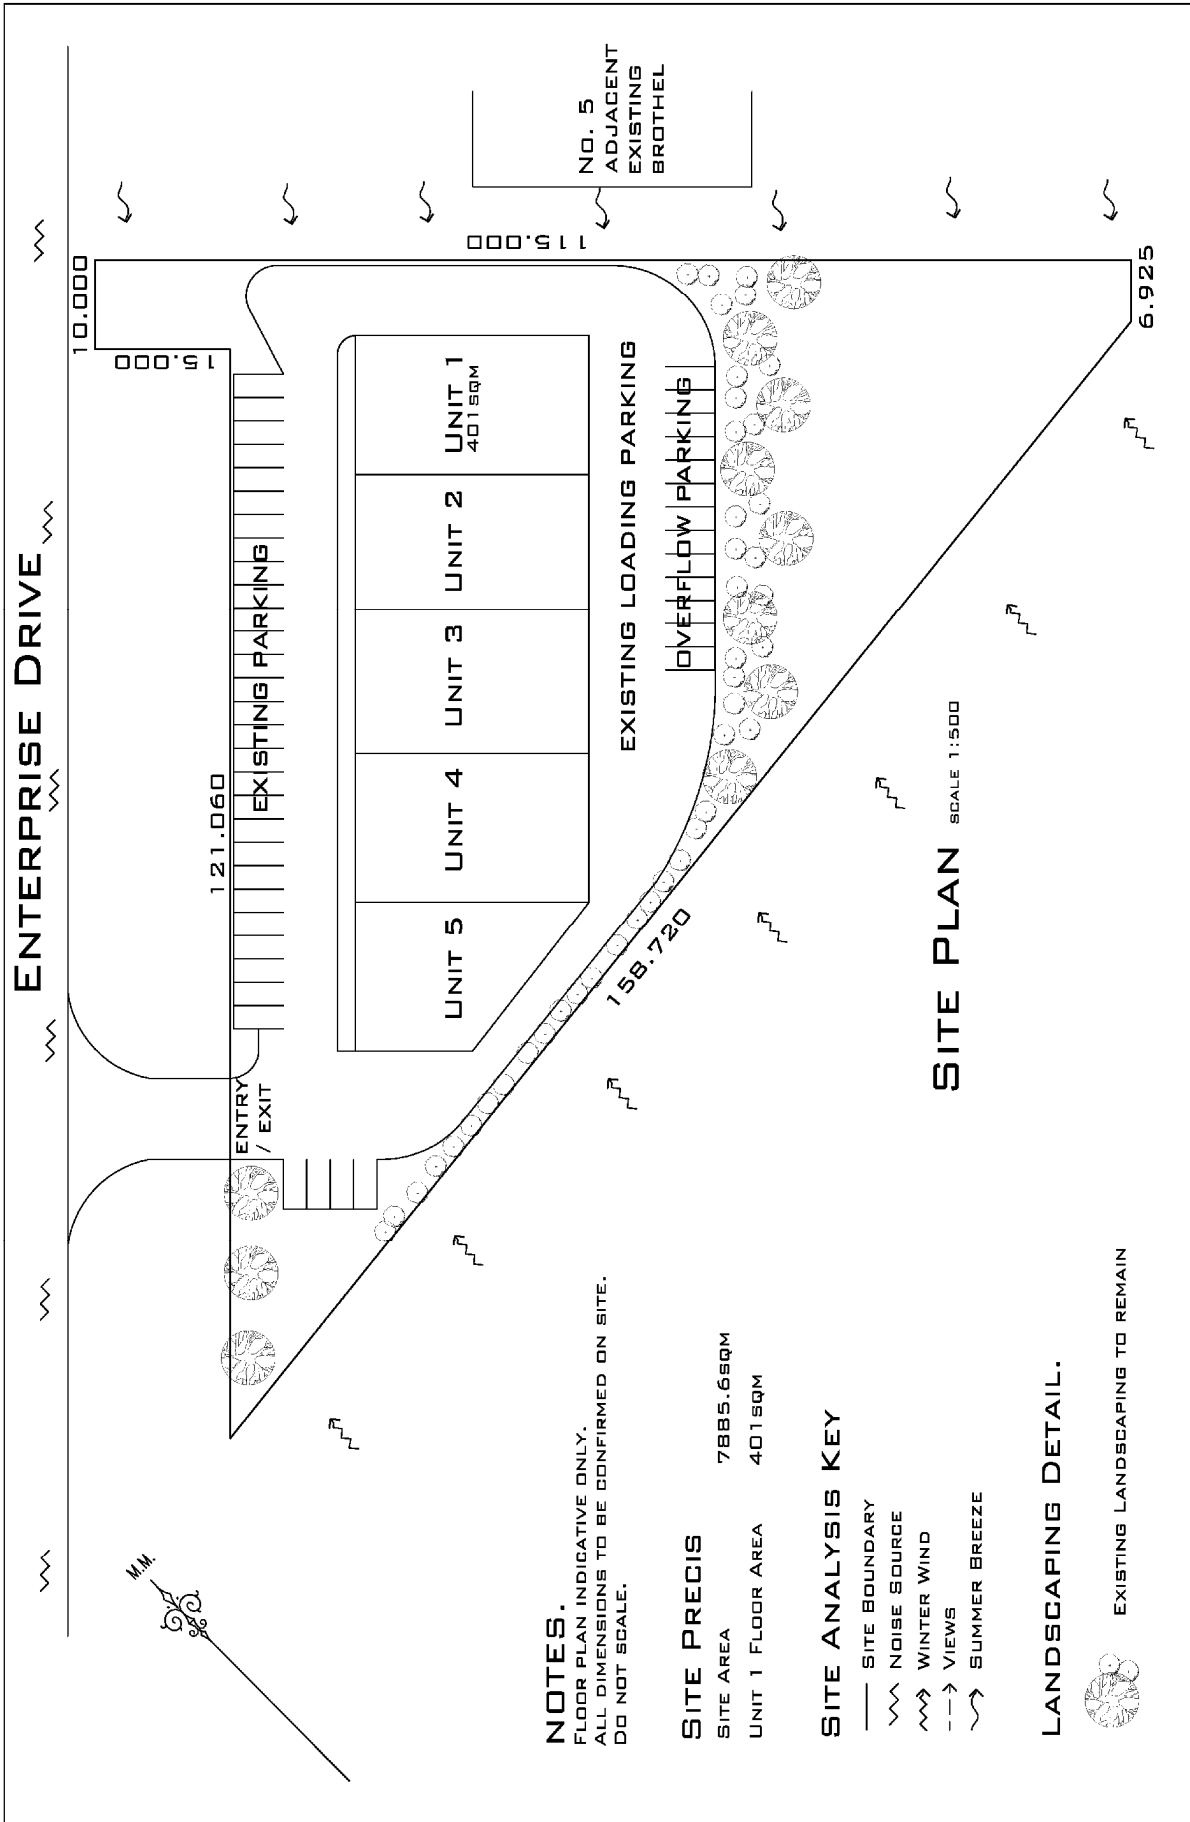 ENTERPRISE DRIVE
10.000
15.000
121.060
115.000
6.925
158.720
No. 5
ADJACENT
EXISTING
BROTHEL
ENTRY
/ EXIT
EXISTING PARKING
UNIT 5
UNIT 4
UNIT 3
UNIT 2
UNIT 1
401SQM
EXISTING LOADING PARKING
OVERFLOW PARKING
SITE PLAN SCALE 1:500
M.M.
NOTES.
FLOOR PLAN INDICATIVE ONLY.
ALL DIMENSIONS TO BE CONFIRMED ON SITE.
DO NOT SCALE.
SITE PRECIS
SITE AREA 7885.6SQM
UNIT 1 FLOOR AREA 401SQM
SITE ANALYSIS KEY
SITE BOUNDARY
NOISE SOURCE
WINTER WIND
VIEWS
SUMMER BREEZE
LANDSCAPING DETAIL.
EXISTING LANDSCAPING TO REMAIN